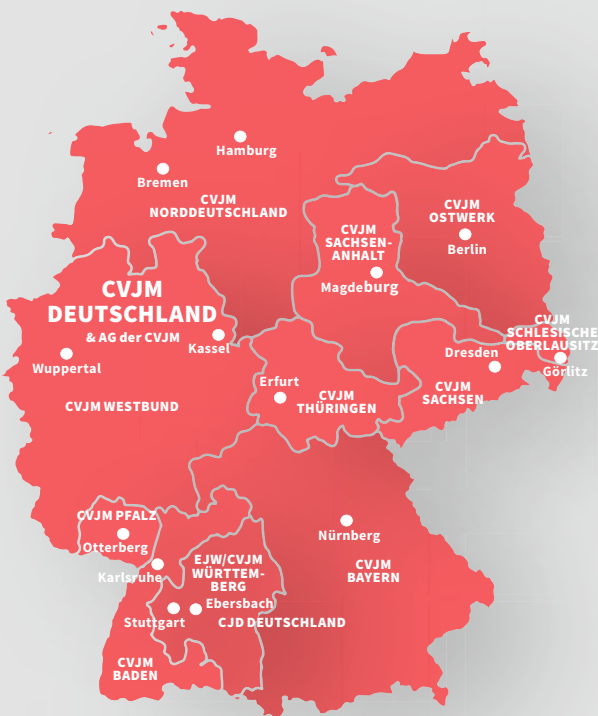 Hamburg
Bremen
CVJM
NORDDEUTSCHLAND
CVJM
OSTWERK
Berlin
CVJM
SACHSEN-
ANHALT
Magdeburg
CVJM
DEUTSCHLAND
& AG der CVJM
Kassel
Wuppertal
CVJM WESTBUND
CVJM
SCHLESISCHE
OBERLAUSITZ
Görlitz
Dresden
CVJM
SACHSEN
Erfurt
CVJM
THÜRINGEN
CVJM PFALZ
Otterberg
Karlsruhe
Nürnberg
CVJM
BAYERN
EJW/CVJM
WÜRTTEM-
BERG
Ebersbach
Stuttgart
CJD DEUTSCHLAND
CVJM
BADEN